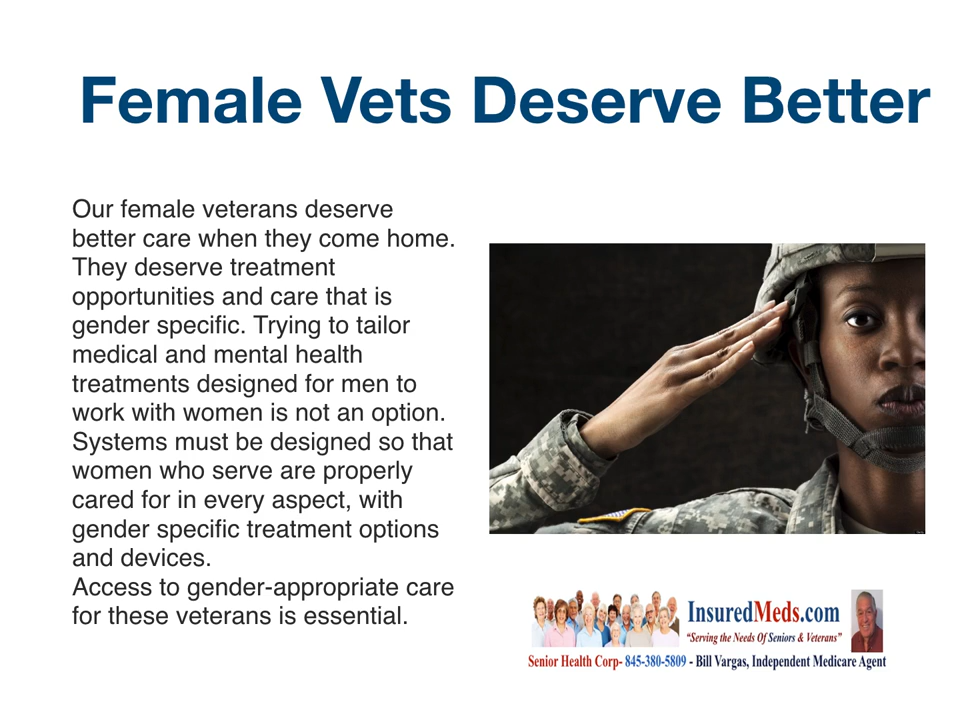 Female Vets Deserve Better
Our female veterans deserve
better care when they come home.
They deserve treatment
opportunities and care that is
gender specific. Trying to tailor
medical and mental health
treatments designed for men to
work with women is not an option.
Systems must be designed so that
women who serve are properly
cared for in every aspect, with
gender specific treatment options
and devices.
Access to gender-appropriate care
for these veterans is essential.
InsuredMeds.com
“Serving the Needs Of Seniors & Veterans”
Senior Health Corp- 845-380-5809 - Bill Vargas, Independent Medicare Agent